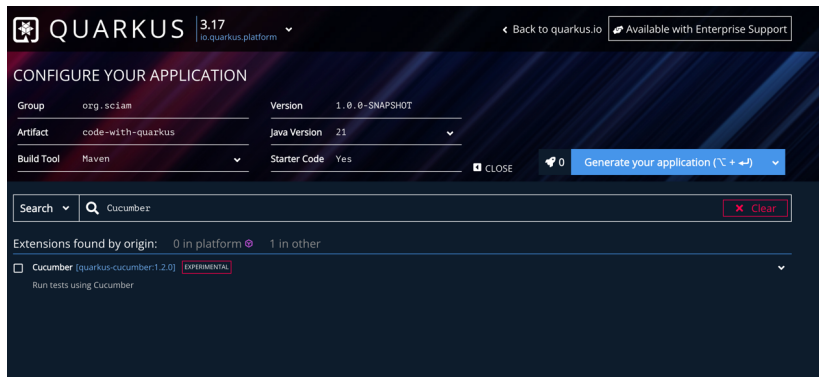 QUARKUS 3.17 io.quarkus.platform Back to quarkus.io Available with Enterprise Support
CONFIGURE YOUR APPLICATION
Group org.sciam Version 1.0.0-SNAPSHOT
Artifact code-with-quarkus Java Version 21
Build Tool Maven Starter Code Yes CLOSE 0 Generate your application (⌥ + ↵)
Search Cucumber Clear
Extensions found by origin: 0 in platform 1 in other
Cucumber [quarkus-cucumber:1.2.0] EXPERIMENTAL
Run tests using Cucumber